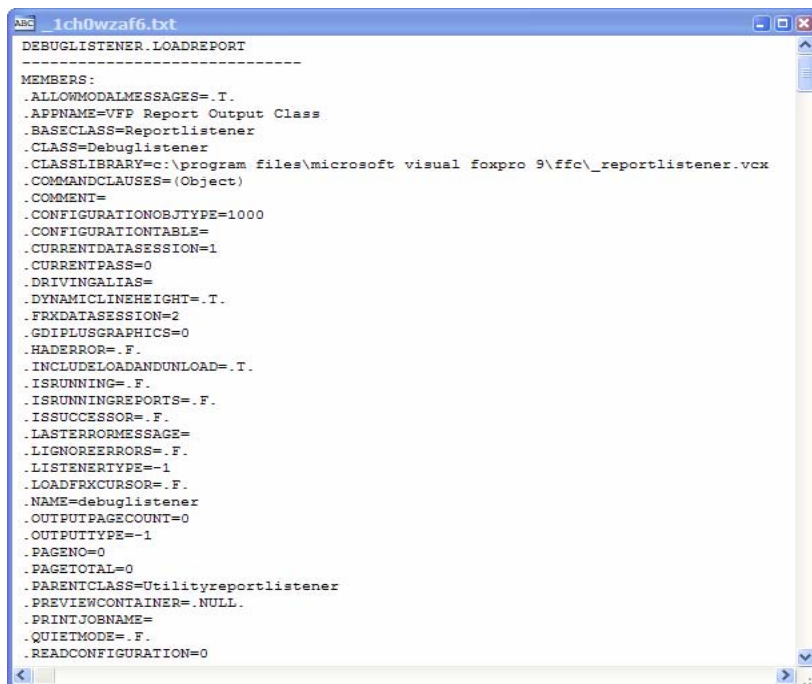 ABC _1ch0wzaf6.txt
DEBUGLISTENER.LOADREPORT
------------------------------
MEMBERS:
.ALLOWMODALMESSAGES=.T.
.APPNAME=VFP Report Output Class
.BASECLASS=Reportlistener
.CLASS=Debuglistener
.CLASSLIBRARY=c:\program files\microsoft visual foxpro 9\ffc\_reportlistener.vcx
.COMMANDCLAUSES=(Object)
.COMMENT=
.CONFIGURATIONOBJTYPE=1000
.CONFIGURATIONTABLE=
.CURRENTDATASESSION=1
.CURRENTPASS=0
.DRIVINGALIAS=
.DYNAMICLINEHEIGHT=.T.
.FRXDATASESSION=2
.GDIPLUSGRAPHICS=0
.HADERROR=.F.
.INCLUDELOADANDUNLOAD=.T.
.ISRUNNING=.F.
.ISRUNNINGREPORTS=.F.
.ISSUCCESSOR=.F.
.LASTERRORMESSAGE=
.LIGNOREERRORS=.F.
.LISTENERTYPE=-1
.LOADFRXCURSOR=.F.
.NAME=debuglistener
.OUTPUTPAGECOUNT=0
.OUTPUTTYPE=-1
.PAGENO=0
.PAGETOTAL=0
.PARENTCLASS=Utilityreportlistener
.PREVIEWCONTAINER=.NULL.
.PRINTJOBNAME=
.QUIETMODE=.F.
.READCONFIGURATION=0